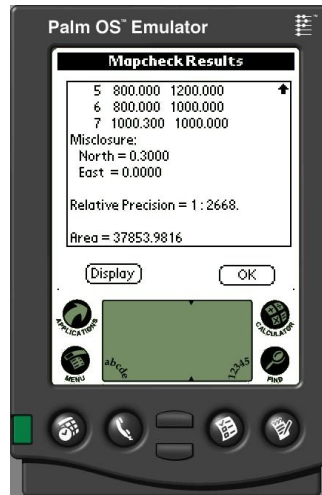 Palm OS™ Emulator
Mapcheck Results
5 800.000 1200.000
6 800.000 1000.000
7 1000.300 1000.000
Misclosure:
North = 0.3000
East = 0.0000
Relative Precision = 1 : 2668.
Area = 37853.9816
Display
OK
APPLICATIONS
CALCULATOR
MENU
abcde
12345
FIND